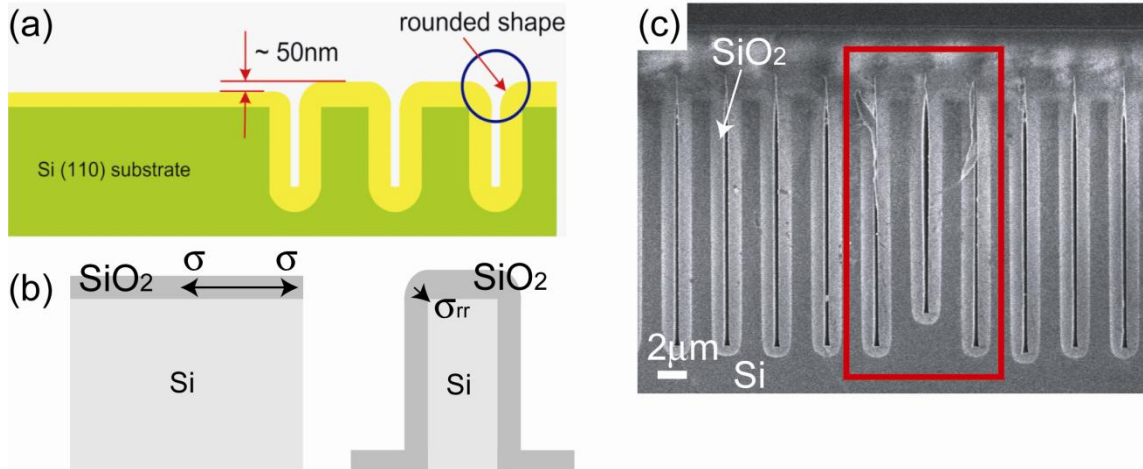 (a)
rounded shape
~ 50nm
Si (110) substrate
(b)
SiO₂
σ
σ
Si
SiO₂
σrr
Si
(c)
SiO₂
2μm
Si